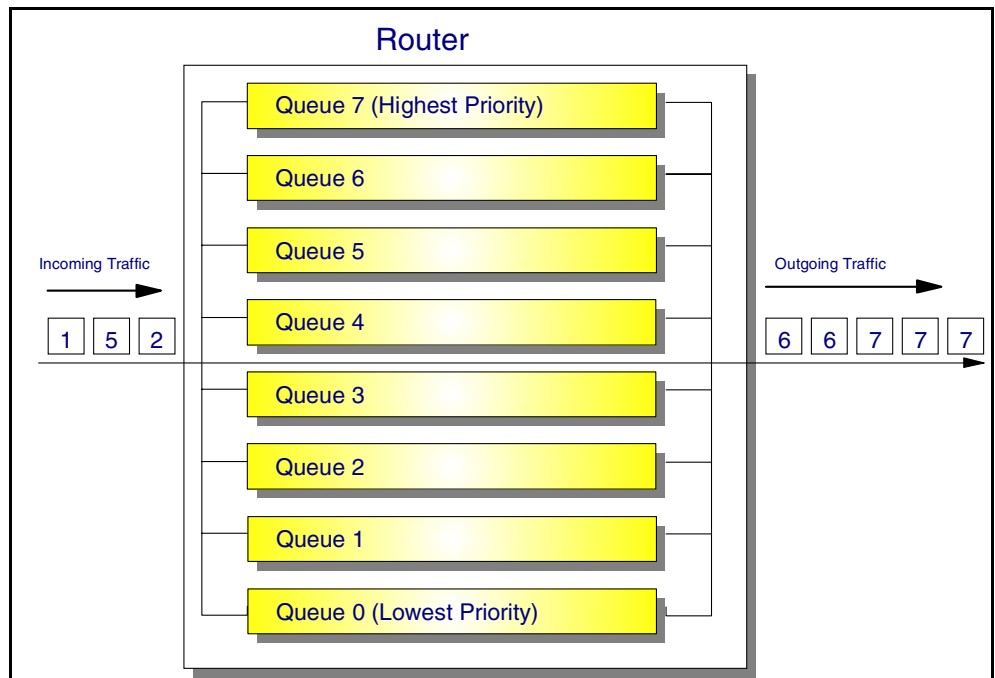 Router
Queue 7 (Highest Priority)
Queue 6
Queue 5
Incoming Traffic
Outgoing Traffic
Queue 4
1 5 2
6 6 7 7 7
Queue 3
Queue 2
Queue 1
Queue 0 (Lowest Priority)